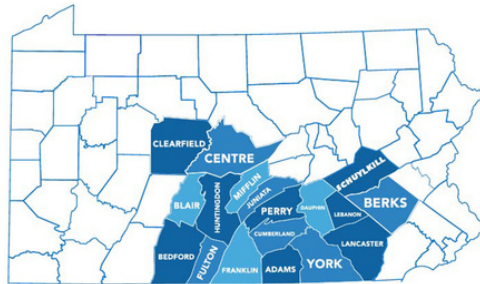 CLEARFIELD
CENTRE
SCHUYLKILL
MIFFLIN
HUNTINGDON
JUNIATA
BLAIR
PERRY
DAUPHIN
LEBANON
BERKS
CUMBERLAND
LANCASTER
BEDFORD
FULTON
FRANKLIN
ADAMS
YORK